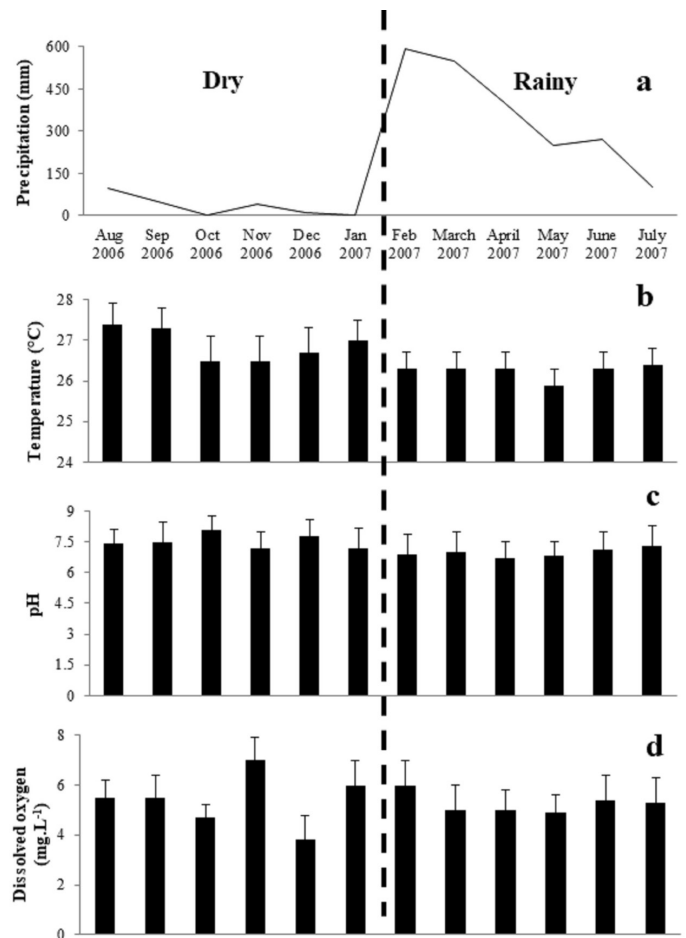 600
450
300
150
0
Precipitation (mm)
Dry
Rainy
a
Aug Sep Oct Nov Dec Jan Feb March April May June July
2006 2006 2006 2006 2006 2007 2007 2007 2007 2007 2007 2007
b
28
27
26
25
24
Temperature (°C)
c
9
7.5
6
4.5
3
1.5
0
pH
d
8
6
4
2
0
Dissolved oxygen
(mg.L⁻¹)